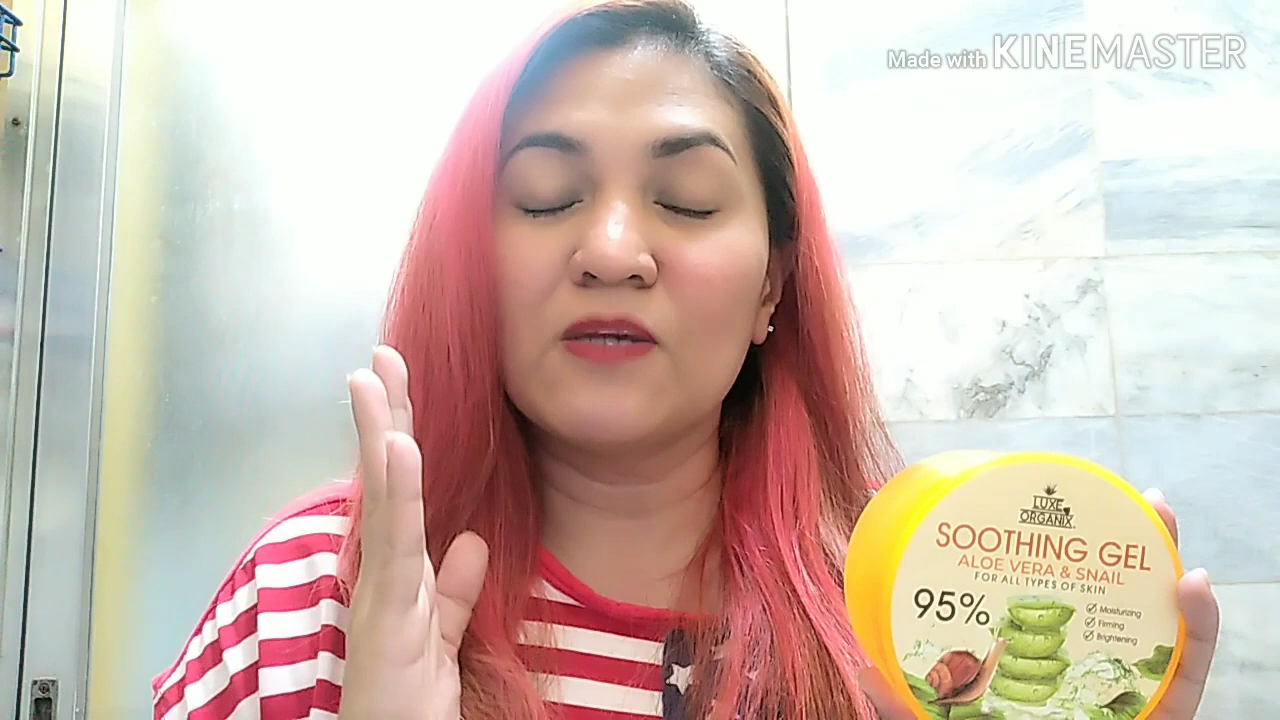 Made with KINEMASTER
LUXE
ORGANIX
SOOTHING GEL
ALOE VERA & SNAIL
FOR ALL TYPES OF SKIN
95%
Moisturizing
Firming
Brightening